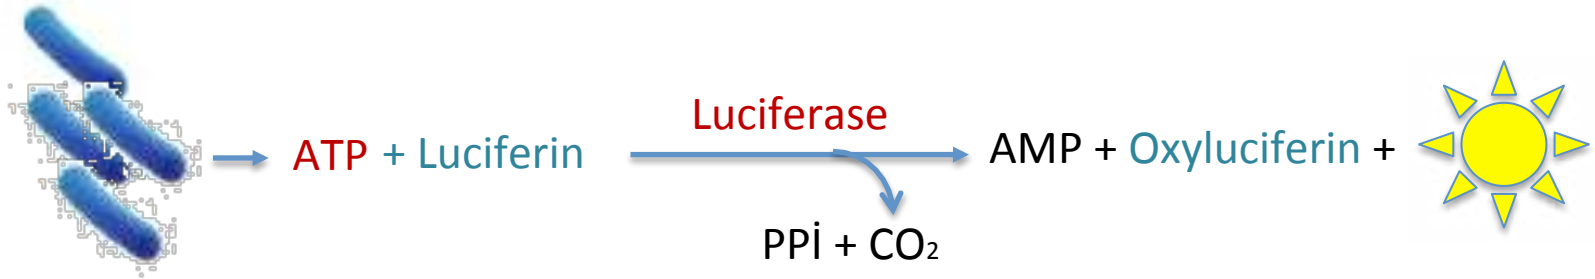 Luciferase
ATP + Luciferin
AMP + Oxyluciferin +
PPİ + CO₂